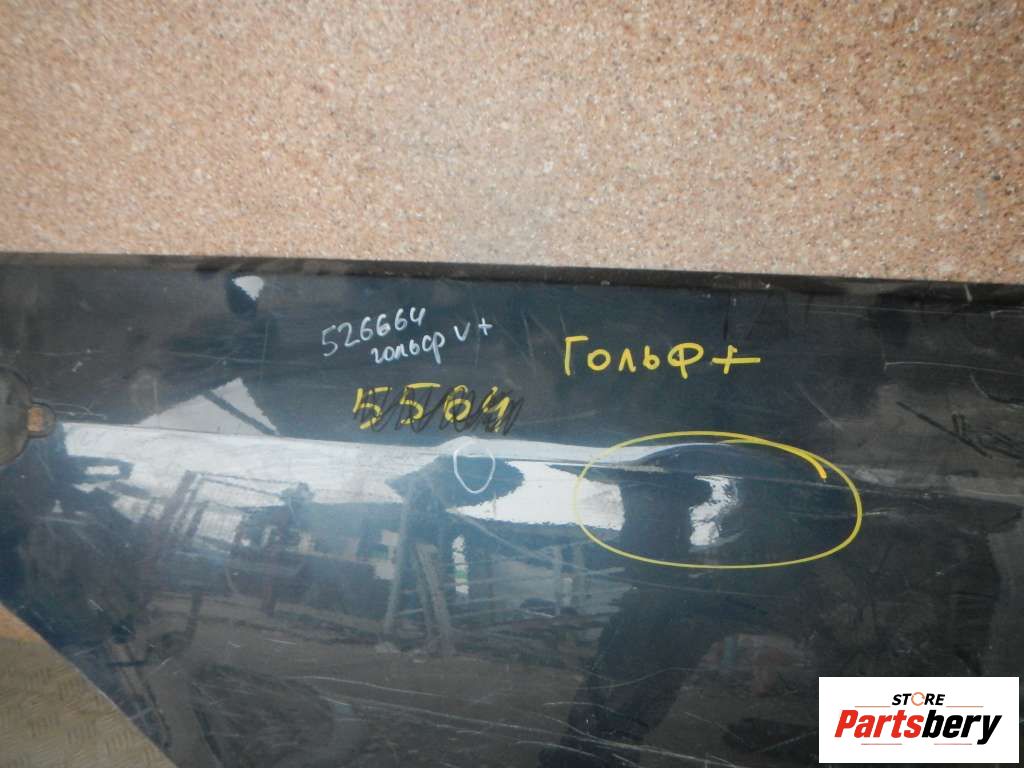 526664
гольф V+
Гольф+
5504
STORE
Partsbery